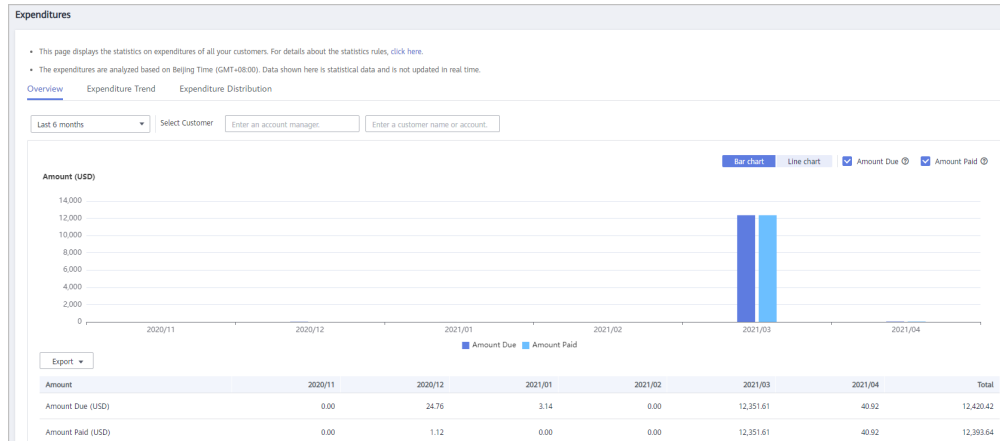 Expenditures
• This page displays the statistics on expenditures of all your customers. For details about the statistics rules, click here.
• The expenditures are analyzed based on Beijing Time (GMT+08:00). Data shown here is statistical data and is not updated in real time.
Overview Expenditure Trend Expenditure Distribution
Last 6 months Select Customer Enter an account manager. Enter a customer name or account.
Bar chart Line chart Amount Due Amount Paid
Amount (USD)
14,000
12,000
10,000
8,000
6,000
4,000
2,000
0
2020/11 2020/12 2021/01 2021/02 2021/03 2021/04
Amount Due Amount Paid
Export
Amount 2020/11 2020/12 2021/01 2021/02 2021/03 2021/04 Total
Amount Due (USD) 0.00 24.76 3.14 0.00 12,351.61 40.92 12,420.42
Amount Paid (USD) 0.00 1.12 0.00 0.00 12,351.61 40.92 12,393.64